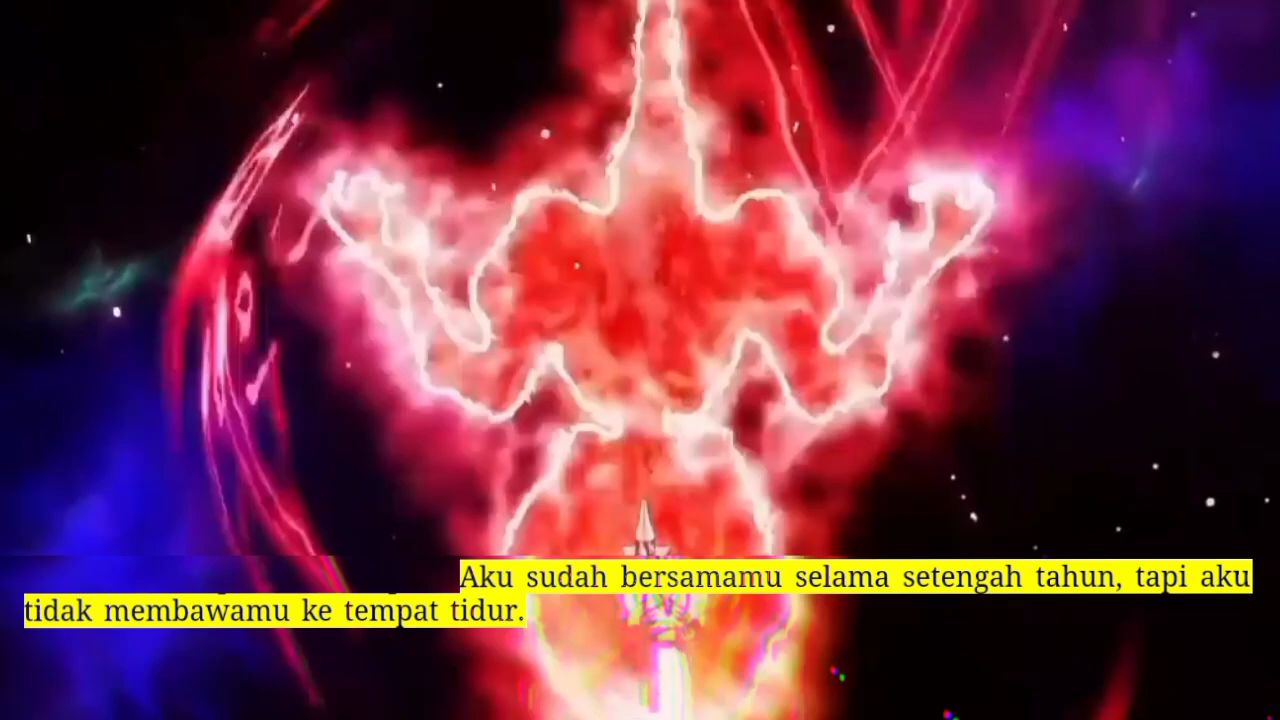 Aku sudah bersamamu selama setengah tahun, tapi aku
tidak membawamu ke tempat tidur.